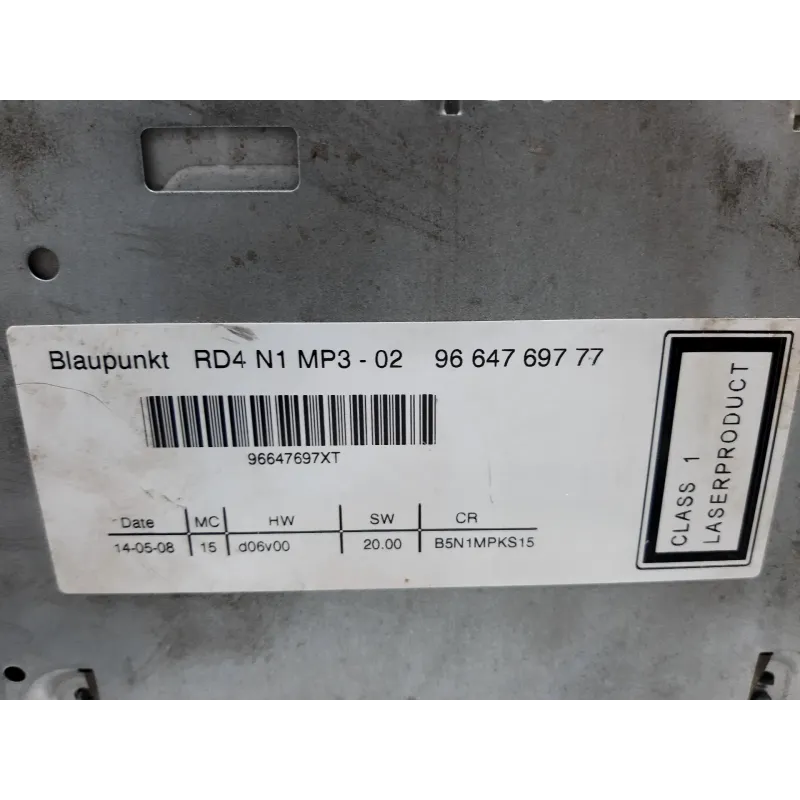 Blaupunkt RD4 N1 MP3 - 02 96 647 697 77
96647697XT
Date MC HW SW CR
14-05-08 15 d06v00 20.00 B5N1MPKS15
CLASS 1
LASERPRODUCT